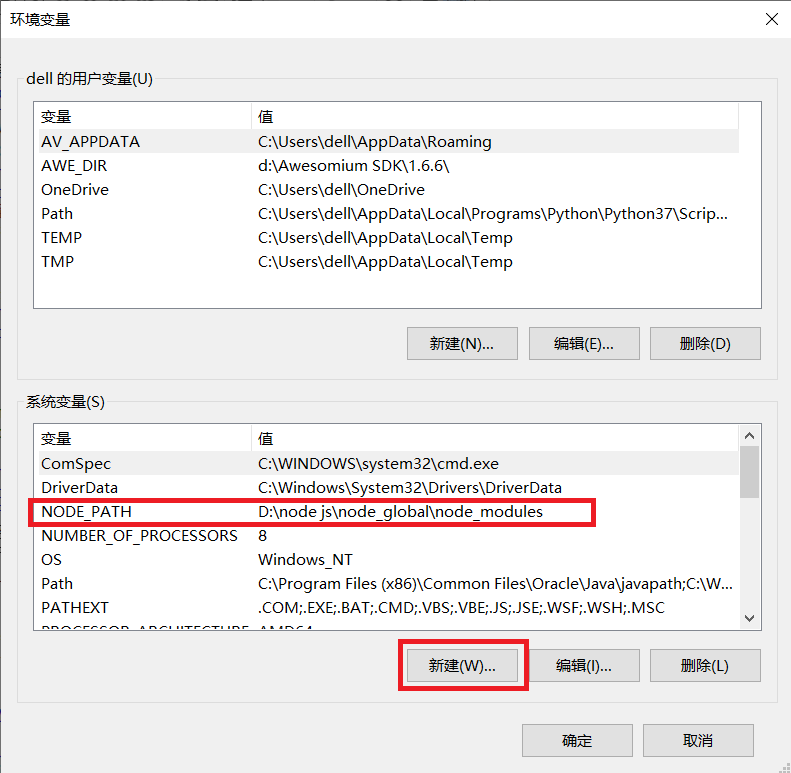 环境变量
dell 的用户变量(U)
变量 值
AV_APPDATA C:\Users\dell\AppData\Roaming
AWE_DIR d:\Awesomium SDK\1.6.6\
OneDrive C:\Users\dell\OneDrive
Path C:\Users\dell\AppData\Local\Programs\Python\Python37\Scrip...
TEMP C:\Users\dell\AppData\Local\Temp
TMP C:\Users\dell\AppData\Local\Temp
新建(N)... 编辑(E)... 删除(D)
系统变量(S)
变量 值
ComSpec C:\WINDOWS\system32\cmd.exe
DriverData C:\Windows\System32\Drivers\DriverData
NODE_PATH D:\node js\node_global\node_modules
NUMBER_OF_PROCESSORS 8
OS Windows_NT
Path C:\Program Files (x86)\Common Files\Oracle\Java\javapath;C:\W...
PATHEXT .COM;.EXE;.BAT;.CMD;.VBS;.VBE;.JS;.JSE;.WSF;.WSH;.MSC
PROCESSOR_ARCHITECTURE AMD64
新建(W)... 编辑(I)... 删除(L)
确定 取消